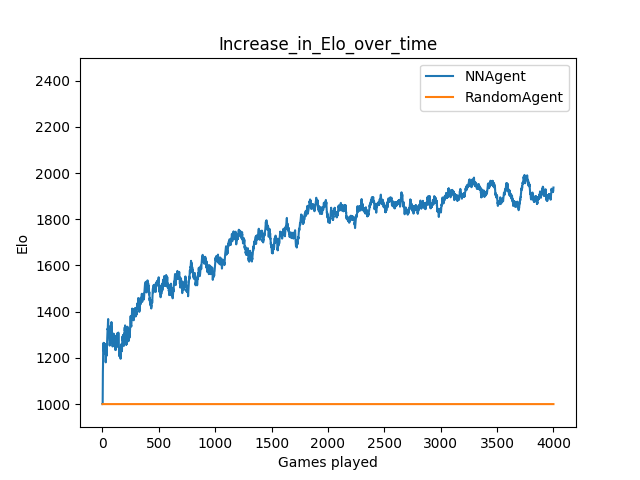 Increase_in_Elo_over_time
NNAgent
RandomAgent
2400
2200
2000
1800
1600
1400
1200
1000
Elo
0 500 1000 1500 2000 2500 3000 3500 4000
Games played